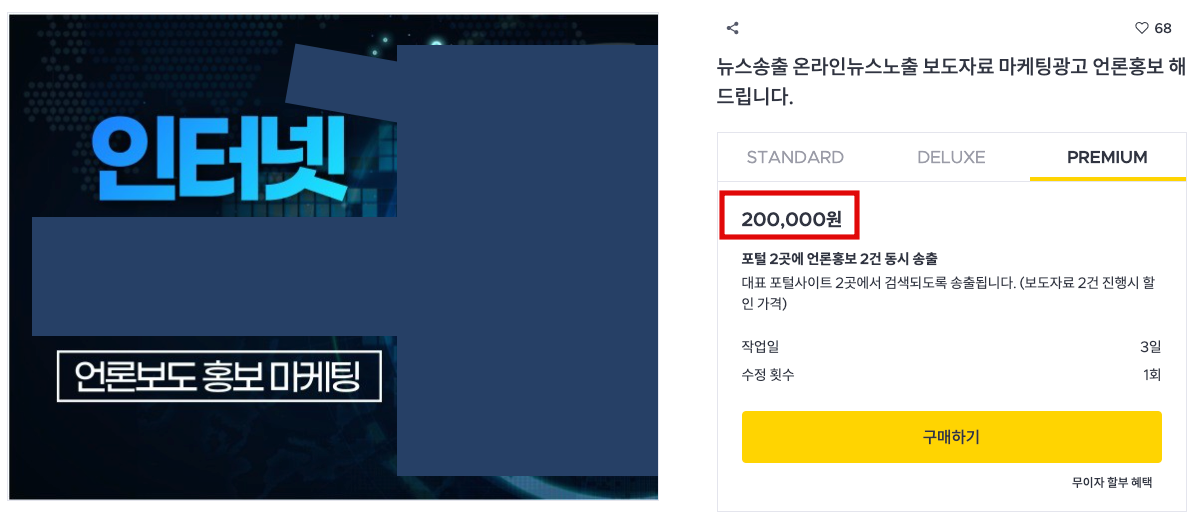 인터넷
언론보도 홍보 마케팅
68
뉴스송출 온라인뉴스노출 보도자료 마케팅광고 언론홍보 해
드립니다.
STANDARD DELUXE PREMIUM
200,000원
포털 2곳에 언론홍보 2건 동시 송출
대표 포털사이트 2곳에서 검색되도록 송출됩니다. (보도자료 2건 진행시 할
인 가격)
작업일 3일
수정 횟수 1회
구매하기
무이자 할부 혜택